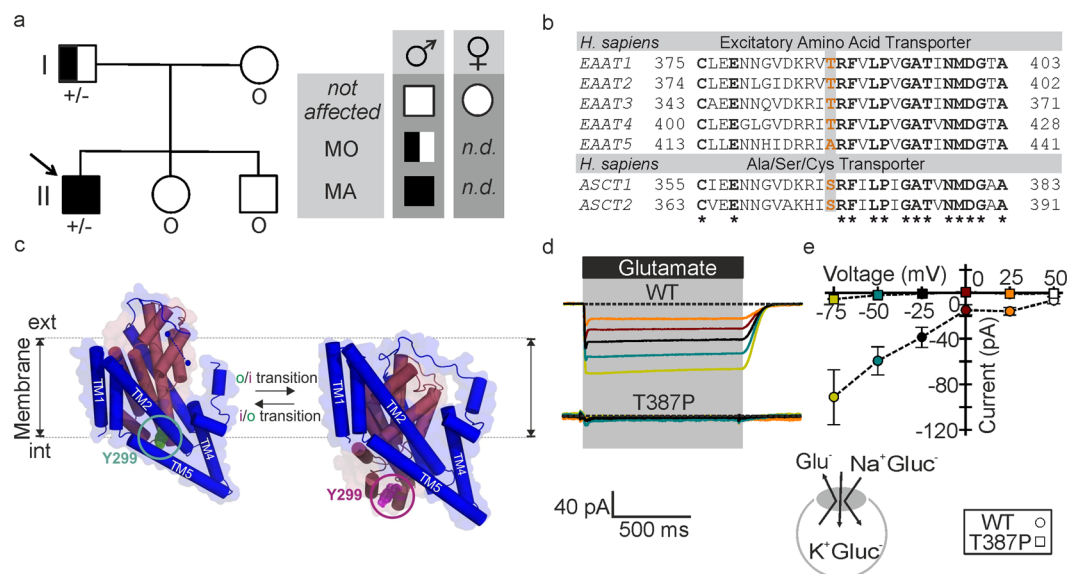 a
I
+/-
O
II
+/-
O
O
♂
♀
not affected
MO
n.d.
MA
n.d.
b
H. sapiens Excitatory Amino Acid Transporter
EAAT1 375 CLEENNGVDKRVTRFVLPVGATINMDGTA 403
EAAT2 374 CLEENLGIDKRVTRFVLPVGATINMDGTA 402
EAAT3 343 CAENNQVDKRITRFVLPVGATINMDGTA 371
EAAT4 400 CLEEGLGVDRRITRFVLPVGATINMDGTA 428
EAAT5 413 CLLENNGVDRRIARFVLPVGATINMDGTA 441
H. sapiens Ala/Ser/Cys Transporter
ASCT1 355 CIEENNGVDKRISRFILPIGATVNMDGAA 383
ASCT2 363 CVEENNGVAKHISRFILPIGATVNMDGAA 391
* * ** ** *** **** *
c
ext
Membrane
int
TM1
TM2
TM4
TM5
Y299
o/i transition
i/o transition
TM1
TM2
TM4
TM5
Y299
d
Glutamate
WT
T387P
40 pA
500 ms
e
Voltage (mV)
-75 -50 -25 0 25 50
0
-40
-80
-120
Current (pA)
Glu⁻ Na⁺Gluc⁻
K⁺Gluc⁻
WT
T387P